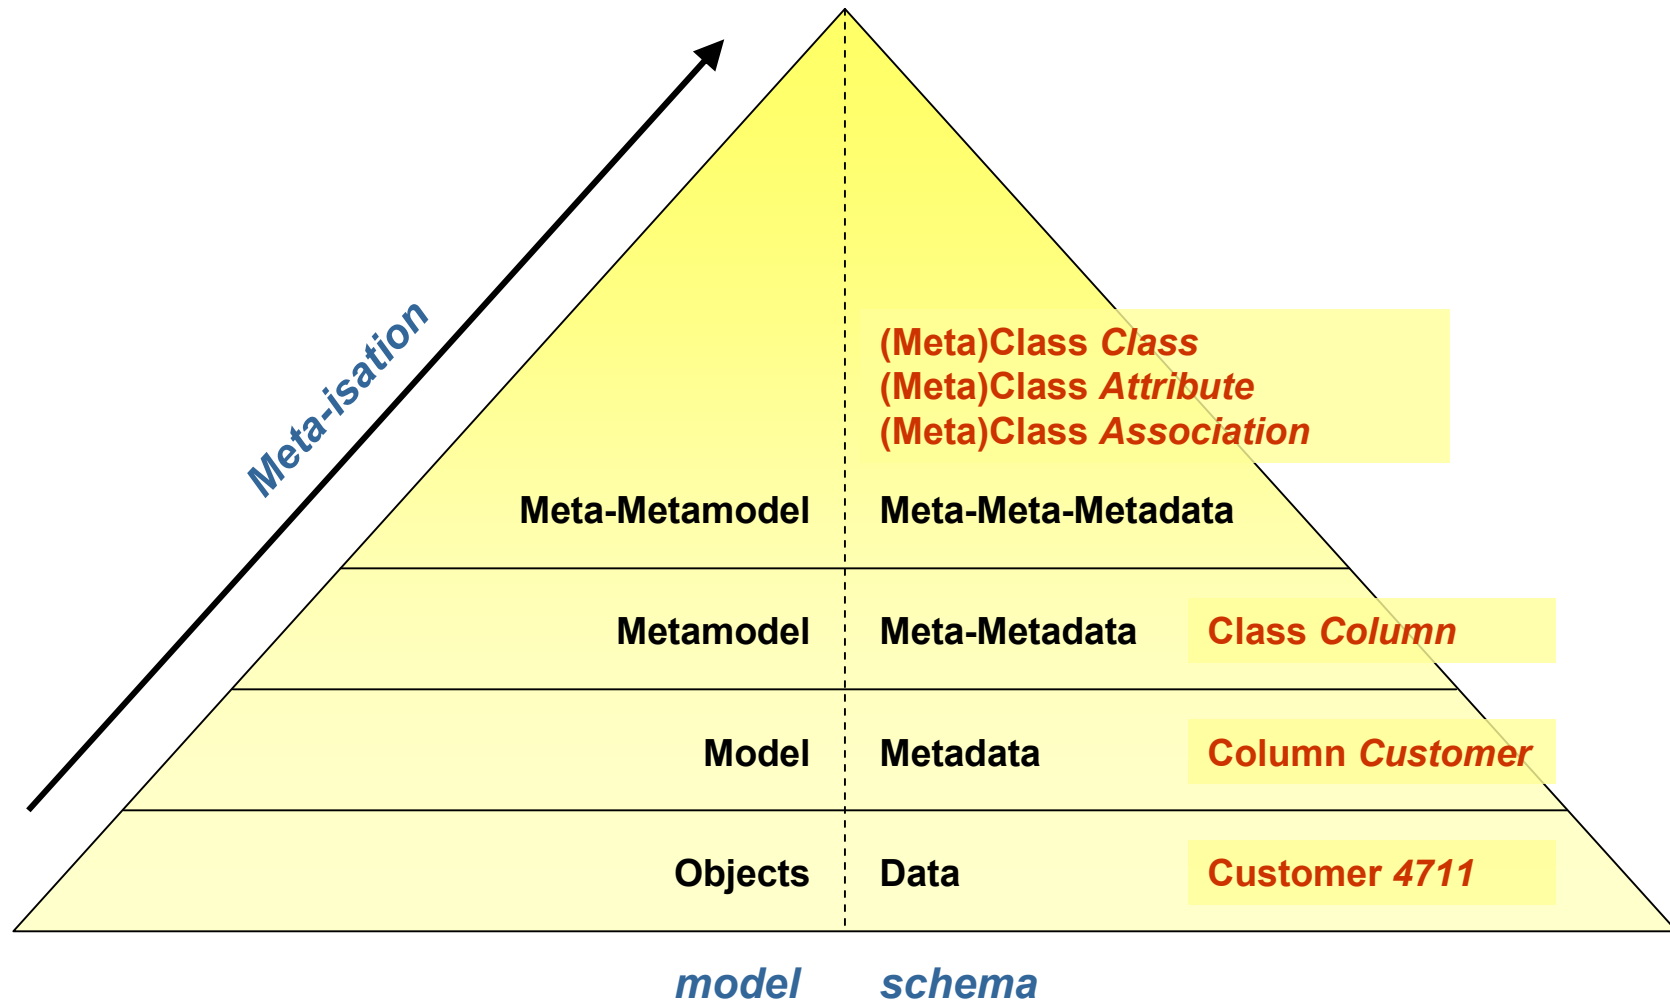 Meta-isation
(Meta)Class Class
(Meta)Class Attribute
(Meta)Class Association
Meta-Metamodel Meta-Meta-Metadata
Metamodel Meta-Metadata Class Column
Model Metadata Column Customer
Objects Data Customer 4711
model schema